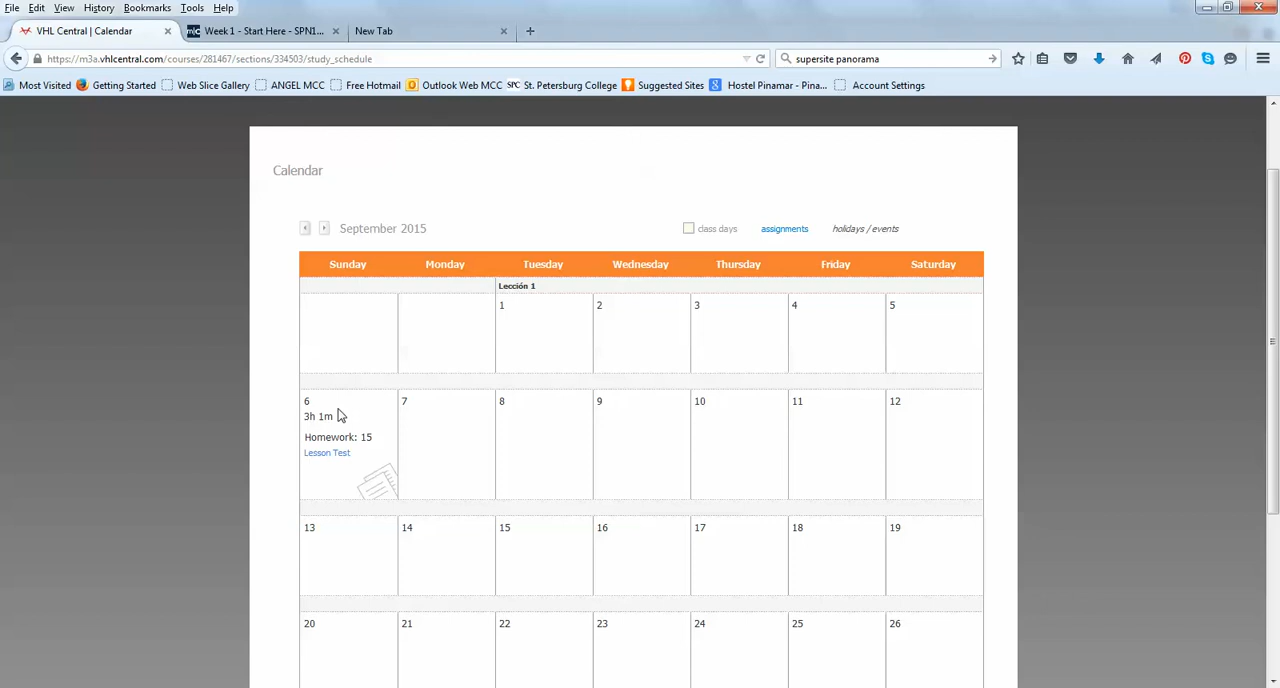 File Edit View History Bookmarks Tools Help
VHL Central | Calendar × Week 1 - Start Here - SPN1... × New Tab × +
https://m3a.vhlcentral.com/courses/281467/sections/334503/study_schedule supersite panorama
Most Visited Getting Started Web Slice Gallery ANGEL MCC Free Hotmail Outlook Web MCC SPC St. Petersburg College Suggested Sites Hostel Pinamar - Pina... Account Settings
Calendar
September 2015 class days assignments holidays / events
Sunday Monday Tuesday Wednesday Thursday Friday Saturday
Lección 1
1 2 3 4 5
6 7 8 9 10 11 12
3h 1m
Homework: 15
Lesson Test
13 14 15 16 17 18 19
20 21 22 23 24 25 26